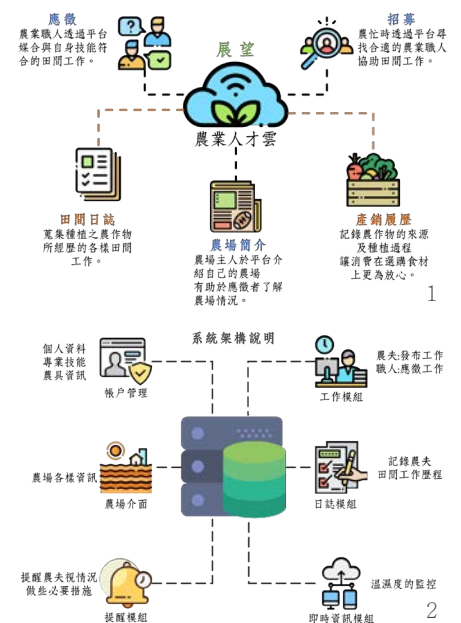 應徵
農業職人透過平台
媒合與自身技能符
合的田間工作。
展望
農業人才雲
招募
農忙時透過平台尋
找合適的農業職人
協助田間工作。
田間日誌
蒐集種植之農作物
所經歷的各樣田間
工作。
農場簡介
農場主人於平台介
紹自己的農場
有助於應徵者了解
農場情況。
產銷履歷
記錄農作物的來源
及種植過程
讓消費在選購食材
上更為放心。
1
系統架構說明
個人資料
專業技能
農具資訊
帳戶管理
農夫:發布工作
職人:應徵工作
工作模組
農場各樣資訊
農場介面
記錄農夫
田間工作歷程
日誌模組
提醒農夫視情況
做些必要措施
提醒模組
溫濕度的監控
即時資訊模組
2